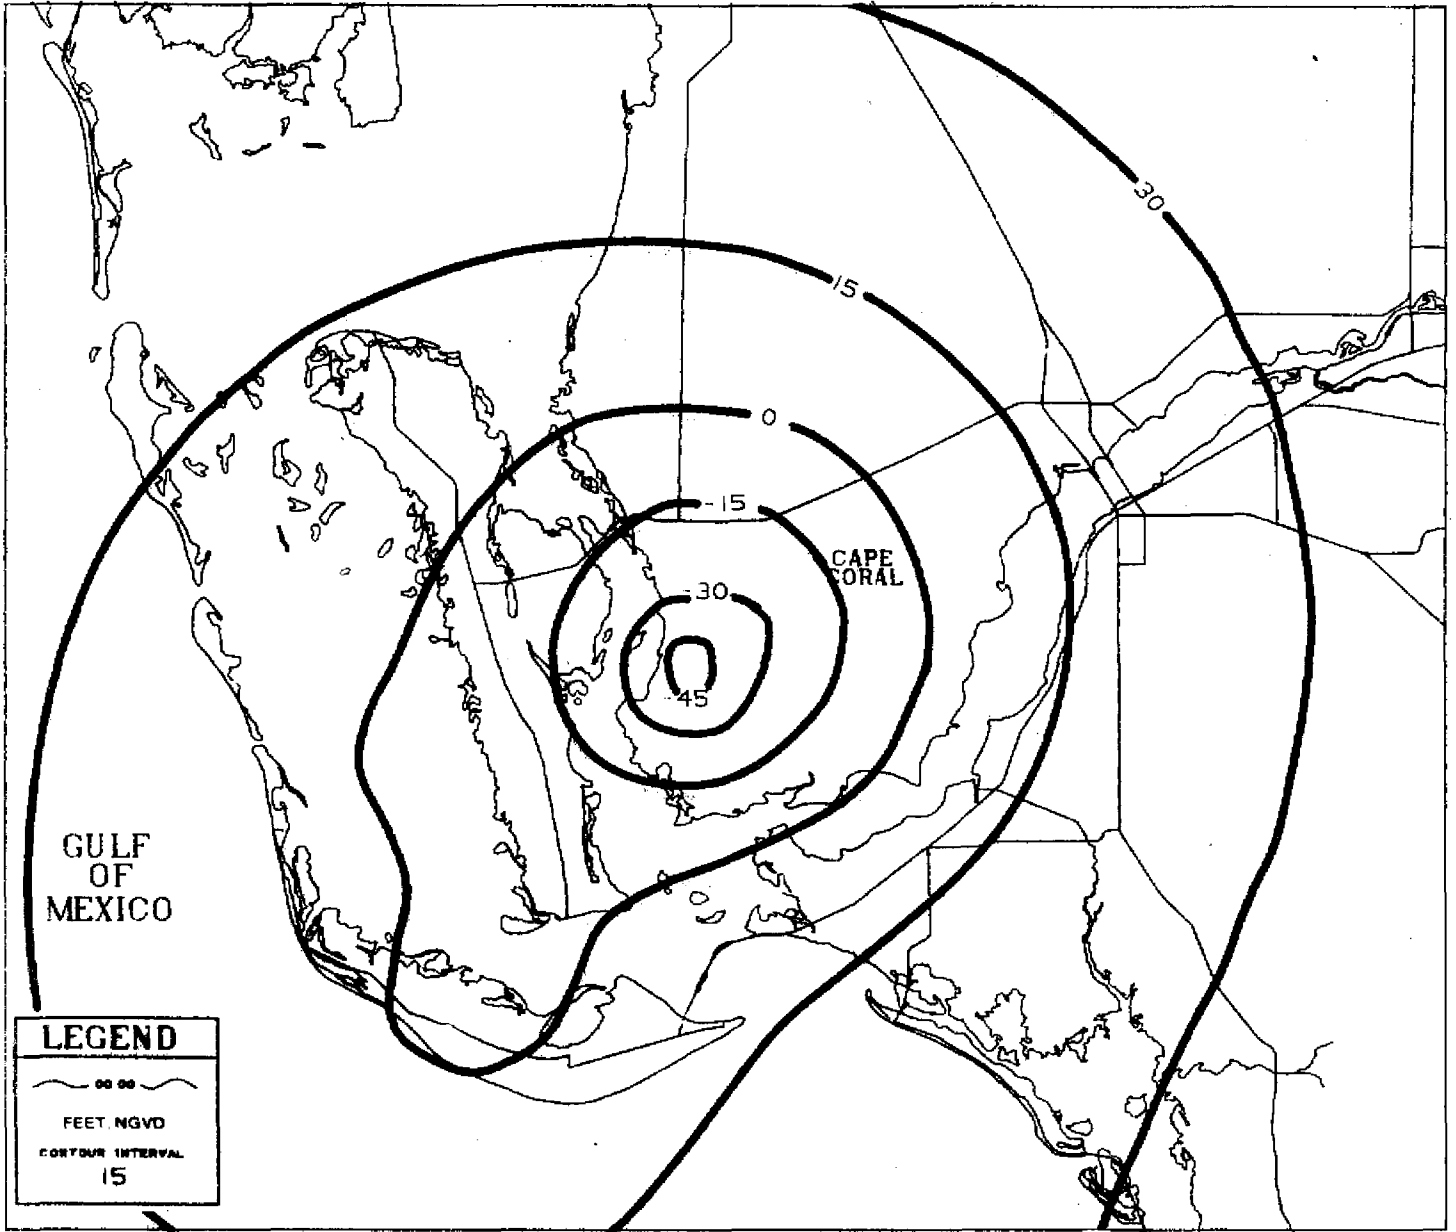 30
15
0
-15
CAPE
CORAL
-30
-45
GULF
OF
MEXICO
LEGEND
00 00
FEET NGVD
CONTOUR INTERVAL
15